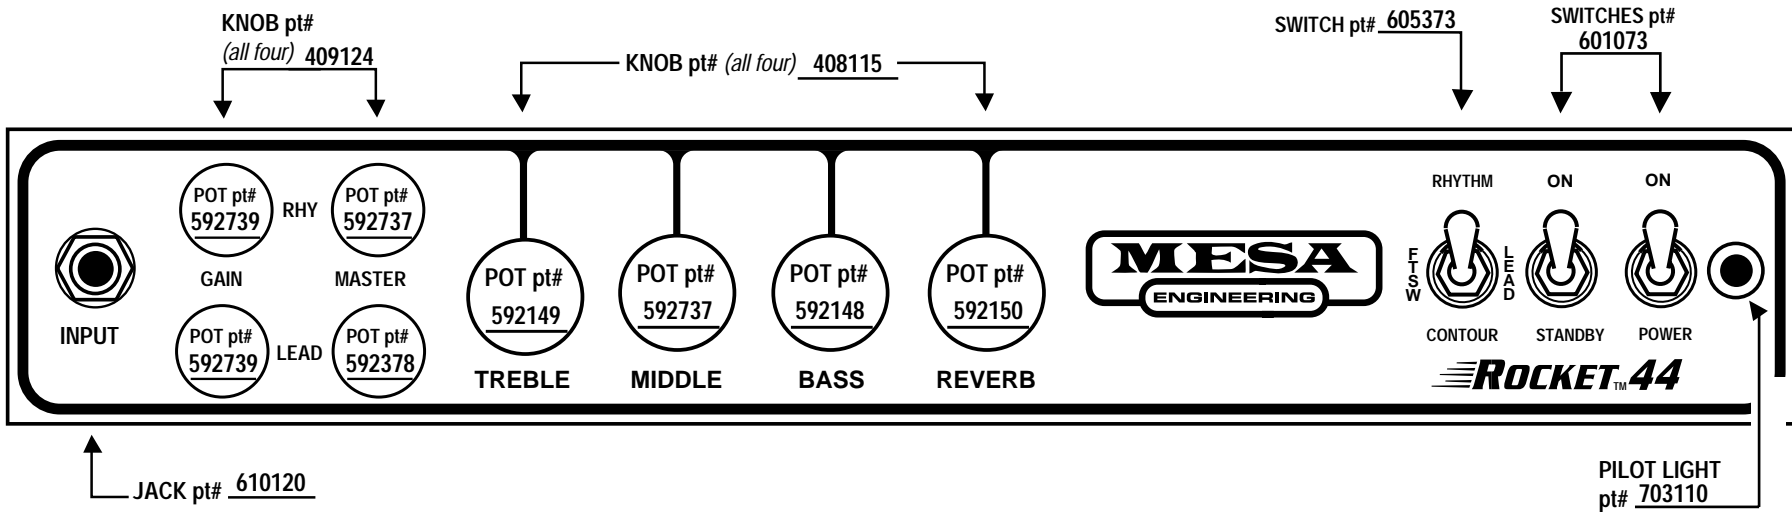 KNOB pt#
(all four) 409124
KNOB pt# (all four) 408115
SWITCH pt# 605373
SWITCHES pt#
601073
POT pt#
592739
RHY
POT pt#
592737
GAIN
MASTER
INPUT
POT pt#
592739
LEAD
POT pt#
592378
POT pt#
592149
TREBLE
POT pt#
592737
MIDDLE
POT pt#
592148
BASS
POT pt#
592150
REVERB
MESA
ENGINEERING
RHYTHM
FTSW
LEAD
CONTOUR
ON
STANDBY
ON
POWER
ROCKET™ 44
JACK pt# 610120
PILOT LIGHT
pt# 703110